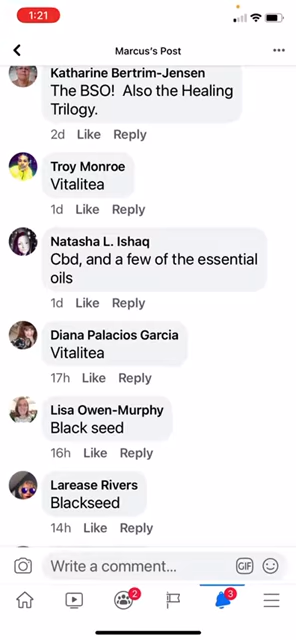 1:21
Marcus's Post
Katharine Bertrim-Jensen
The BSO!  Also the Healing
Trilogy.
2d Like Reply
Troy Monroe
Vitalitea
1d Like Reply
Natasha L. Ishaq
Cbd, and a few of the essential
oils
1d Like Reply
Diana Palacios Garcia
Vitalitea
17h Like Reply
Lisa Owen-Murphy
Black seed
16h Like Reply
Larease Rivers
Blackseed
14h Like Reply
Write a comment... GIF
2 3